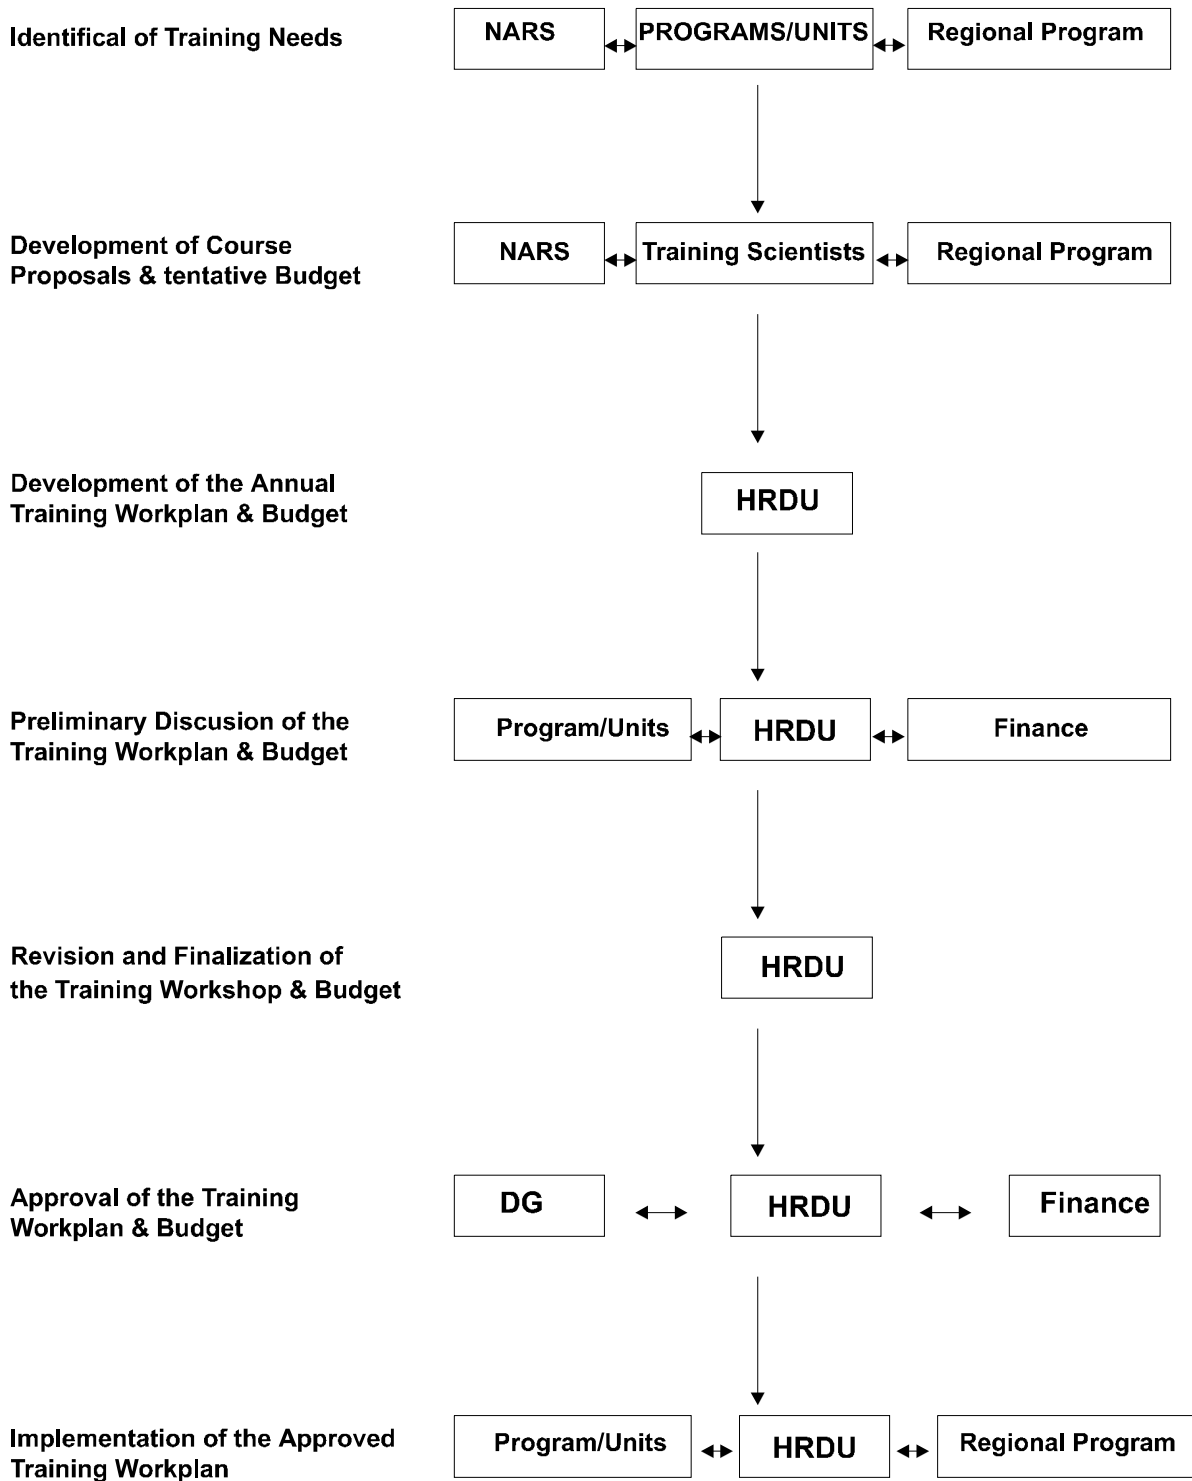 Identifical of Training Needs
NARS
PROGRAMS/UNITS
Regional Program
Development of Course
Proposals & tentative Budget
NARS
Training Scientists
Regional Program
Development of the Annual
Training Workplan & Budget
HRDU
Preliminary Discusion of the
Training Workplan & Budget
Program/Units
HRDU
Finance
Revision and Finalization of
the Training Workshop & Budget
HRDU
Approval of the Training
Workplan & Budget
DG
HRDU
Finance
Implementation of the Approved
Training Workplan
Program/Units
HRDU
Regional Program